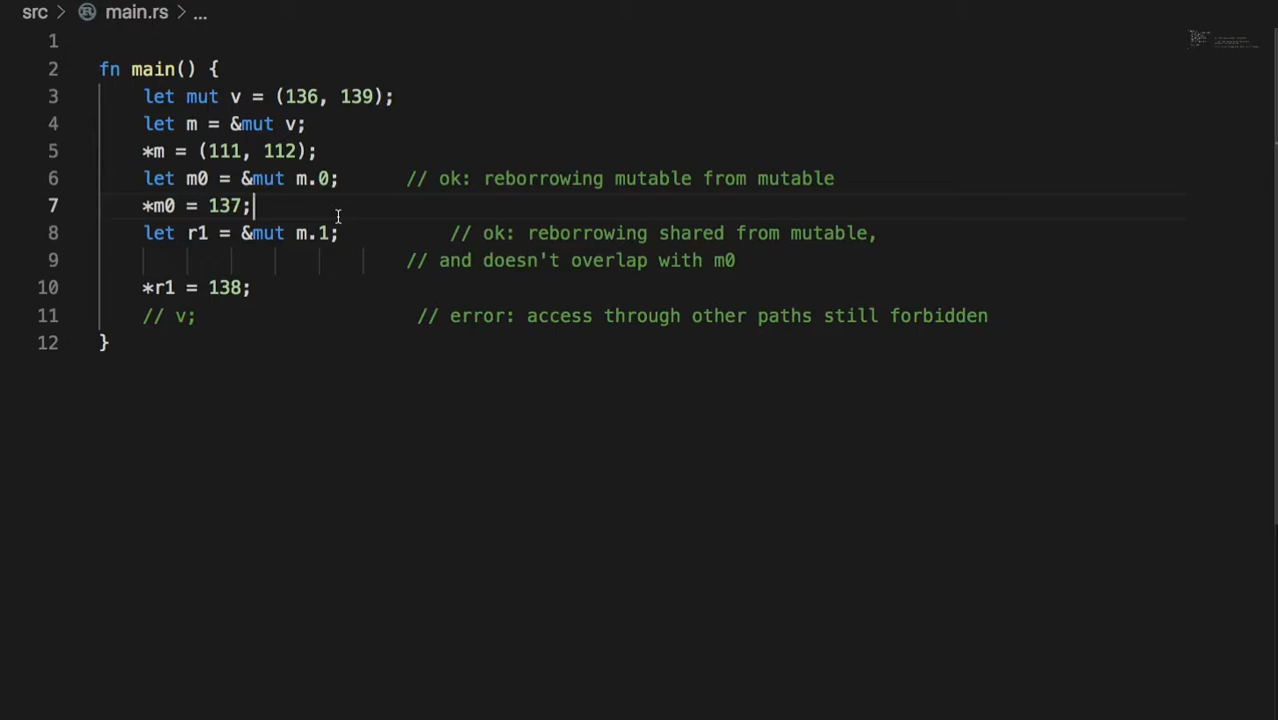 src > main.rs > ...
1
2 fn main() {
3     let mut v = (136, 139);
4     let m = &mut v;
5     *m = (111, 112);
6     let m0 = &mut m.0;      // ok: reborrowing mutable from mutable
7     *m0 = 137;
8     let r1 = &mut m.1;          // ok: reborrowing shared from mutable,
9                             // and doesn't overlap with m0
10     *r1 = 138;
11     // v;                    // error: access through other paths still forbidden
12 }